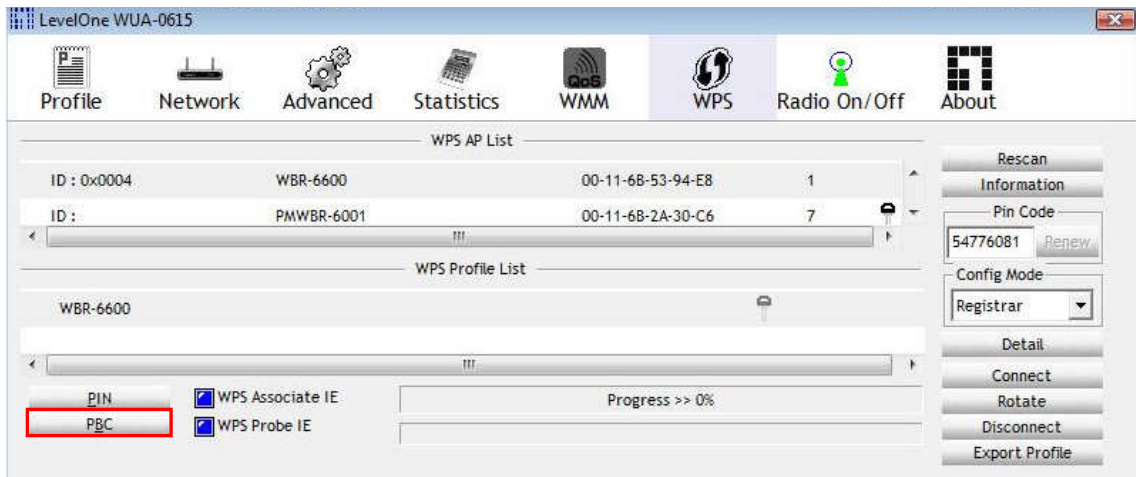 LevelOne WUA-0615
Profile Network Advanced Statistics QoS WMM WPS Radio On/Off About
WPS AP List
ID : 0x0004 WBR-6600 00-11-6B-53-94-E8 1
ID : PMWBR-6001 00-11-6B-2A-30-C6 7
WPS Profile List
WBR-6600
PIN
PBC
WPS Associate IE
WPS Probe IE
Progress >> 0%
Rescan
Information
Pin Code
54776081 Renew
Config Mode
Registrar
Detail
Connect
Rotate
Disconnect
Export Profile